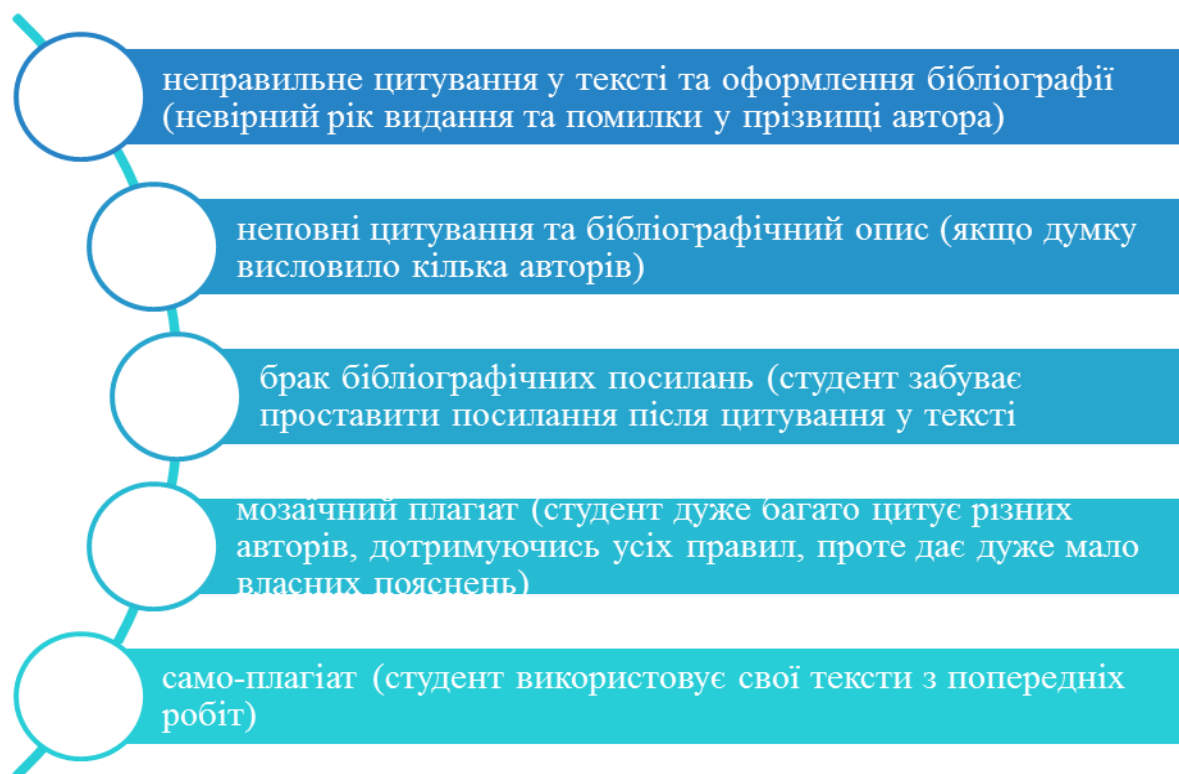 неправильне цитування у тексті та оформлення бібліографії
(невірний рік видання та помилки у прізвищі автора)
неповні цитування та бібліографічний опис (якщо думку
висловило кілька авторів)
брак бібліографічних посилань (студент забуває
проставити посилання після цитування у тексті
мозаїчний плагіат (студент дуже багато цитує різних
авторів, дотримуючись усіх правил, проте дає дуже мало
власних пояснень)
само-плагіат (студент використовує свої тексти з попередніх
робіт)